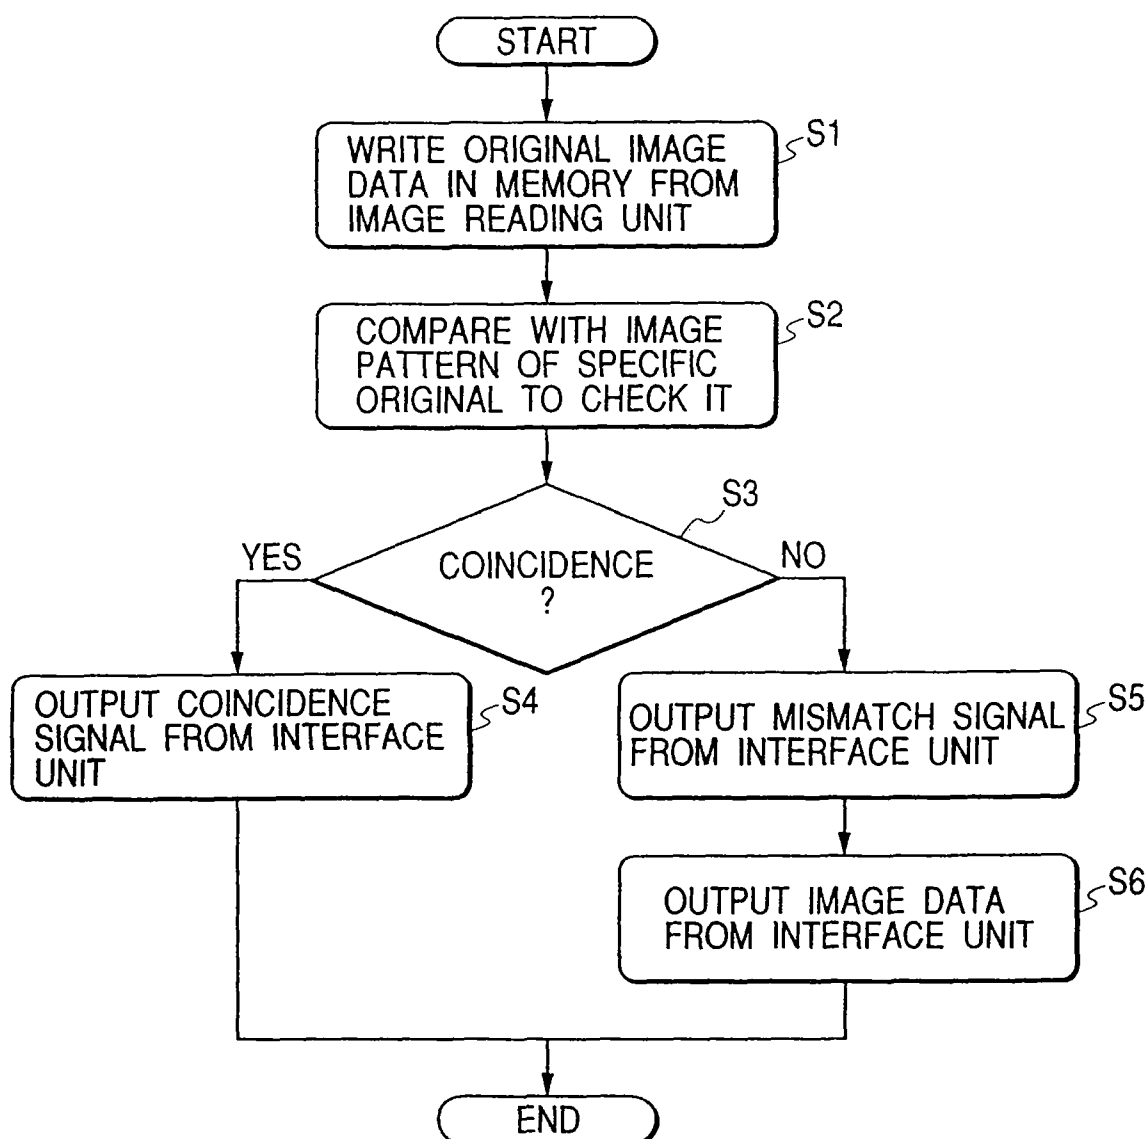 START
S1
WRITE ORIGINAL IMAGE
DATA IN MEMORY FROM
IMAGE READING UNIT
S2
COMPARE WITH IMAGE
PATTERN OF SPECIFIC
ORIGINAL TO CHECK IT
S3
YES
COINCIDENCE
?
NO
OUTPUT COINCIDENCE
SIGNAL FROM INTERFACE
UNIT
S4
OUTPUT MISMATCH SIGNAL
FROM INTERFACE UNIT
S5
OUTPUT IMAGE DATA
FROM INTERFACE UNIT
S6
END